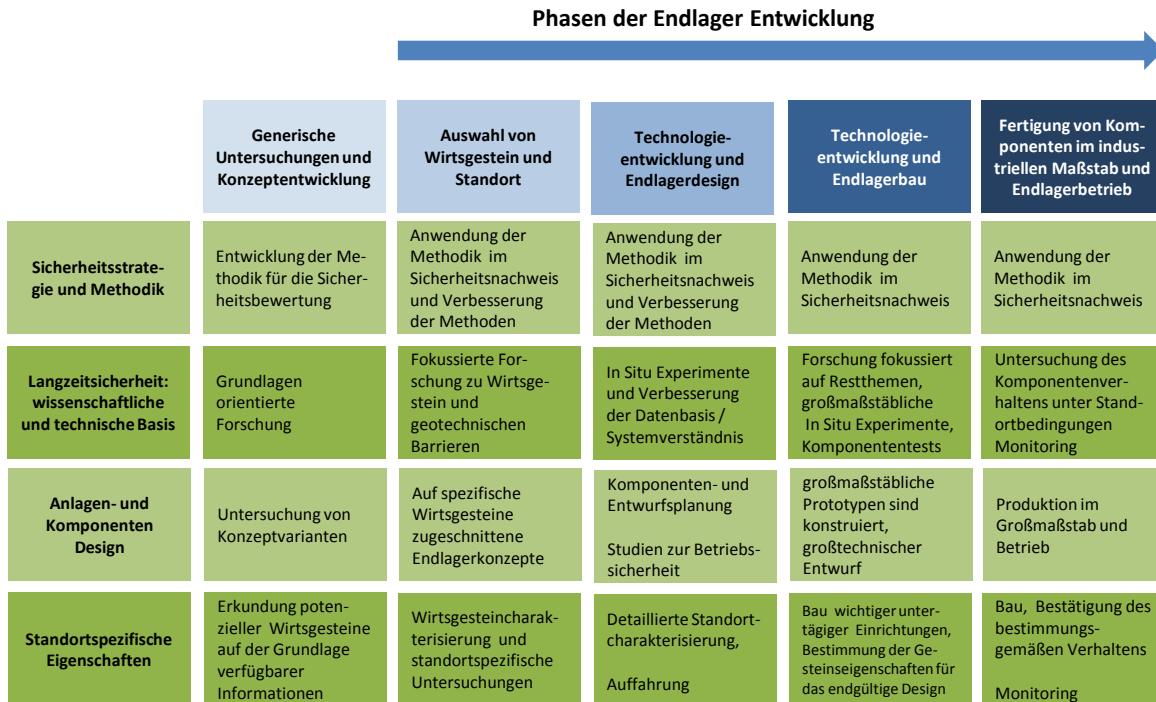 Phasen der Endlager Entwicklung
Generische
Untersuchungen und
Konzeptentwicklung
Auswahl von
Wirtsgestein und
Standort
Technologie-
entwicklung und
Endlagerdesign
Technologie-
entwicklung und
Endlagerbau
Fertigung von Kom-
ponenten im indus-
triellen Maßstab und
Endlagerbetrieb
Sicherheitsstrate-
gie und Methodik
Entwicklung der Me-
thodik für die Sicher-
heitsbewertung
Anwendung der
Methodik im
Sicherheitsnachweis
und Verbesserung
der Methoden
Anwendung der
Methodik im
Sicherheitsnachweis
und Verbesserung
der Methoden
Anwendung der
Methodik im
Sicherheitsnachweis
Anwendung der
Methodik im
Sicherheitsnachweis
Langzeitsicherheit:
wissenschaftliche
und technische Basis
Grundlagen
orientierte
Forschung
Fokussierte For-
schung zu Wirtsge-
stein und
geotechnischen
Barrieren
In Situ Experimente
und Verbesserung
der Datenbasis /
Systemverständnis
Forschung fokussiert
auf Restthemen,
großmaßstäbliche
In Situ Experimente,
Komponententests
Untersuchung des
Komponentenver-
haltens unter Stand-
ortbedingungen
Monitoring
Anlagen- und
Komponenten
Design
Untersuchung von
Konzeptvarianten
Auf spezifische
Wirtsgesteine
zugeschnittene
Endlagerkonzepte
Komponenten- und
Entwurfsplanung
Studien zur Betriebs-
sicherheit
großmaßstäbliche
Prototypen sind
konstruiert,
großtechnischer
Entwurf
Produktion im
Großmaßstab und
Betrieb
Standortspezifische
Eigenschaften
Erkundung poten-
zieller Wirtsgesteine
auf der Grundlage
verfügbarer
Informationen
Wirtsgesteincharak-
terisierung und
standortspezifische
Untersuchungen
Detaillierte Standort-
charakterisierung,
Auffahrung
Bau wichtiger unter-
tägiger Einrichtungen,
Bestimmung der Ge-
steinseigenschaften für
das endgültige Design
Bau, Bestätigung des
bestimmungs-
gemäßen Verhaltens
Monitoring